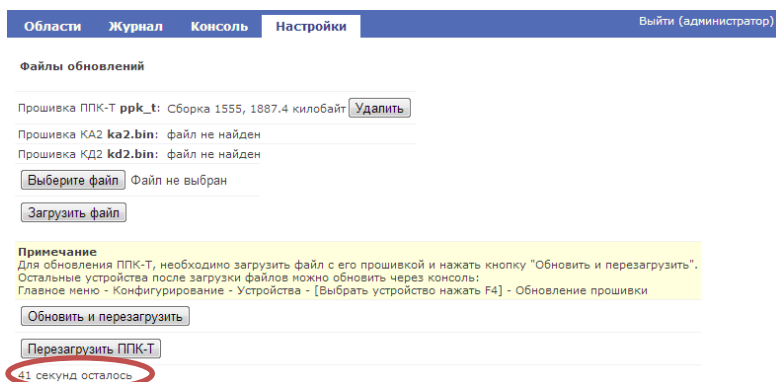 Области Журнал Консоль Настройки Выйти (администратор)
Файлы обновлений
Прошивка ППК-Т ppk_t: Сборка 1555, 1887.4 килобайт Удалить
Прошивка КА2 ka2.bin: файл не найден
Прошивка КД2 kd2.bin: файл не найден
Выберите файл Файл не выбран
Загрузить файл
Примечание
Для обновления ППК-Т, необходимо загрузить файл с его прошивкой и нажать кнопку "Обновить и перезагрузить".
Остальные устройства после загрузки файлов можно обновить через консоль:
Главное меню - Конфигурирование - Устройства - [Выбрать устройство нажать F4] - Обновление прошивки
Обновить и перезагрузить
Перезагрузить ППК-Т
41 секунд осталось